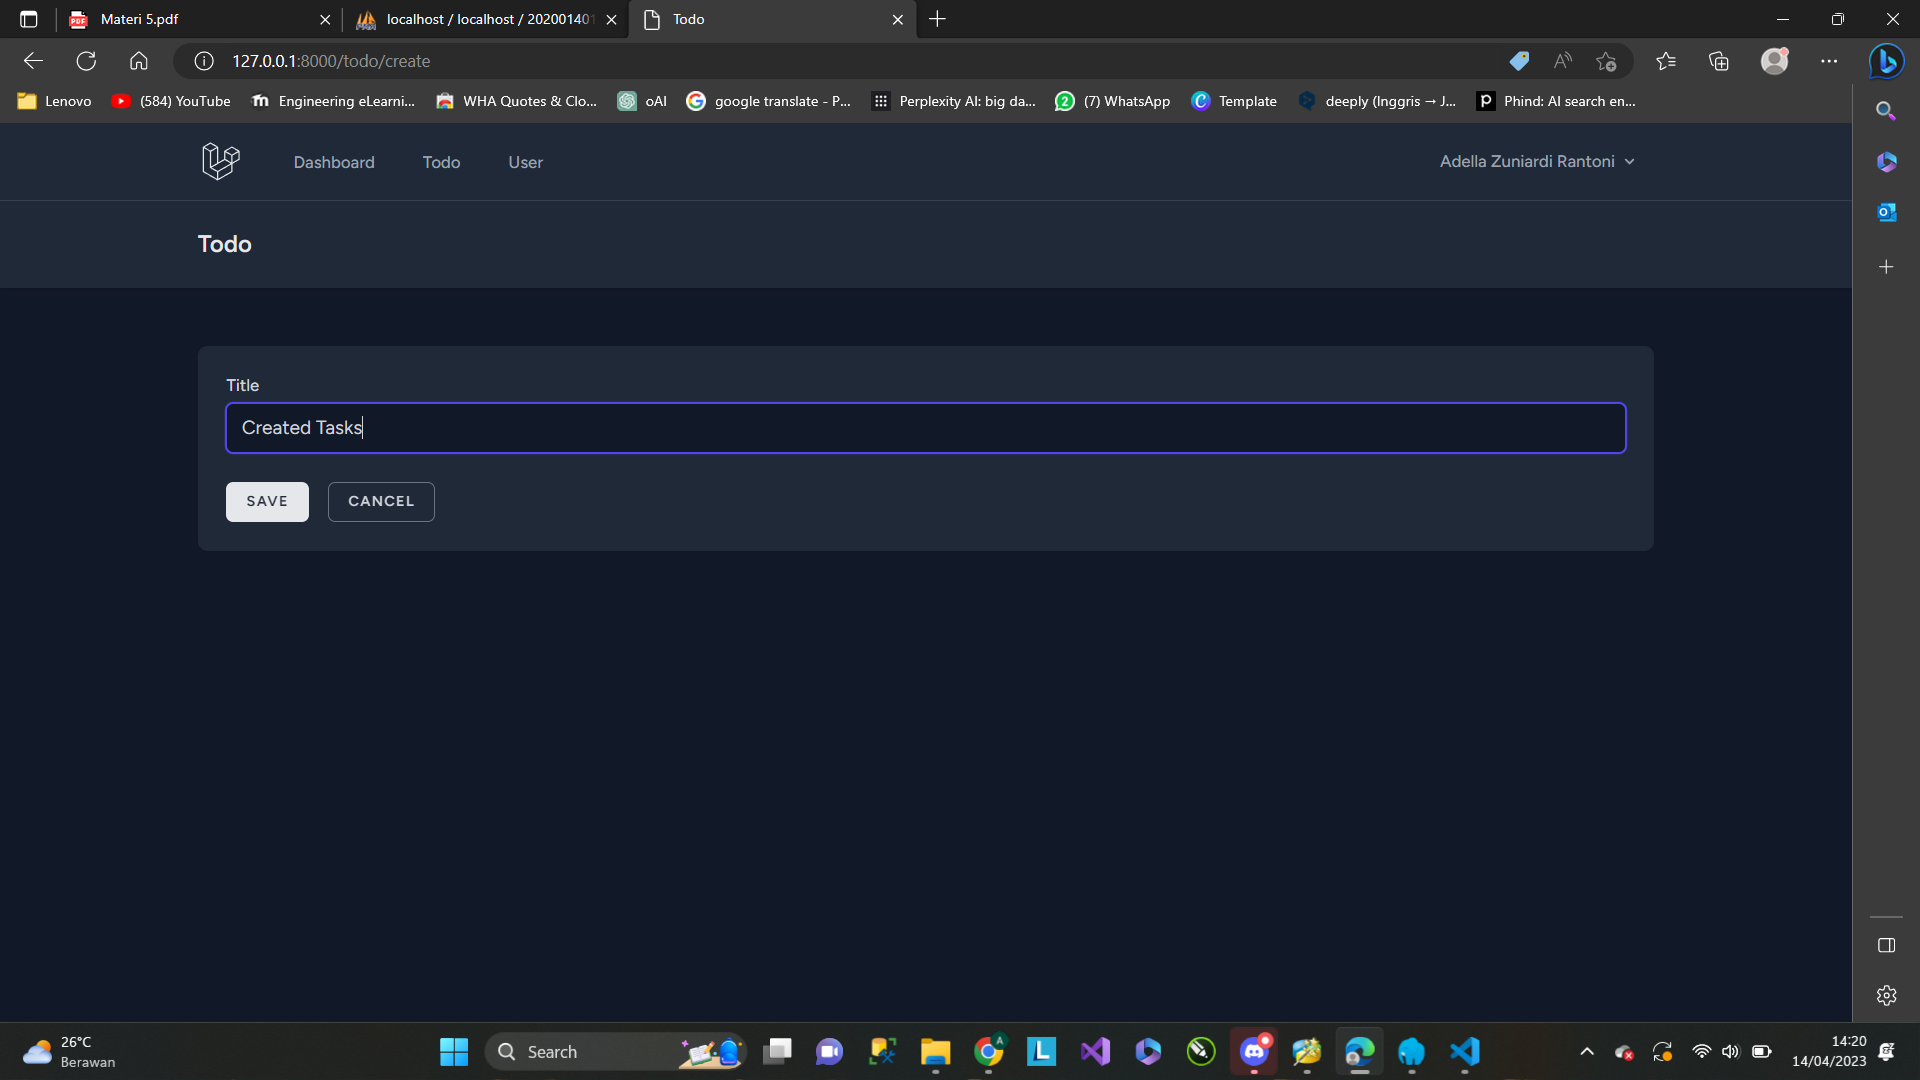 Materi 5.pdf
localhost / localhost / 202001401
Todo
127.0.0.1:8000/todo/create
Lenovo
(584) YouTube
Engineering eLearni...
WHA Quotes & Clo...
oAI
google translate - P...
Perplexity AI: big da...
(7) WhatsApp
Template
deeply (Inggris → J...
Phind: AI search en...
Dashboard
Todo
User
Adella Zuniardi Rantoni
Todo
Title
Created Tasks
SAVE
CANCEL
26°C
Berawan
Search
14:20
14/04/2023